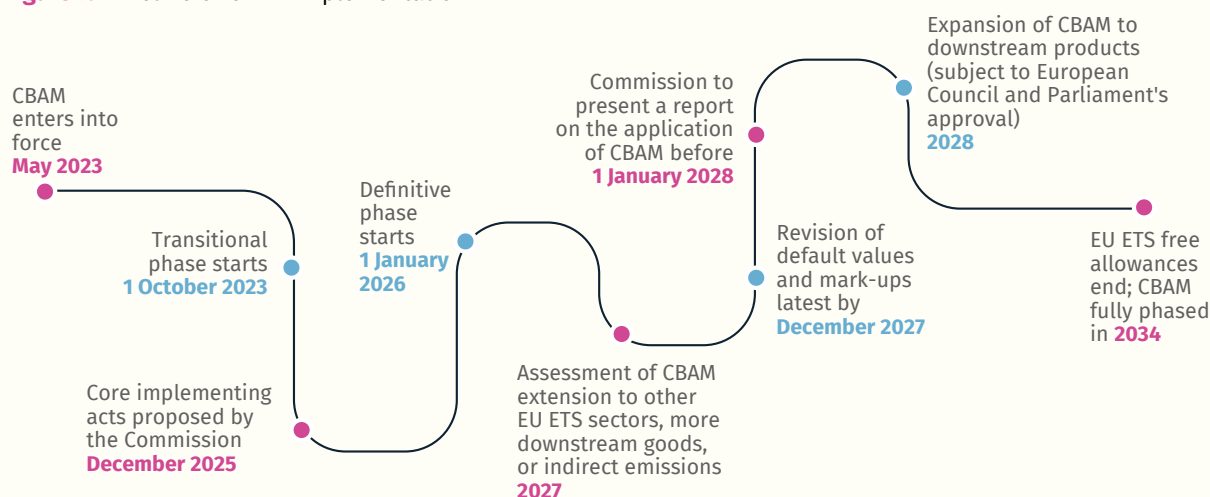 CBAM
enters into
force
May 2023
Transitional
phase starts
1 October 2023
Core implementing
acts proposed by
the Commission
December 2025
Definitive
phase
starts
1 January
2026
Assessment of CBAM
extension to other
EU ETS sectors, more
downstream goods,
or indirect emissions
2027
Revision of
default values
and mark-ups
latest by
December 2027
Commission to
present a report
on the application
of CBAM before
1 January 2028
Expansion of CBAM to
downstream products
(subject to European
Council and Parliament's
approval)
2028
EU ETS free
allowances
end; CBAM
fully phased
in 2034